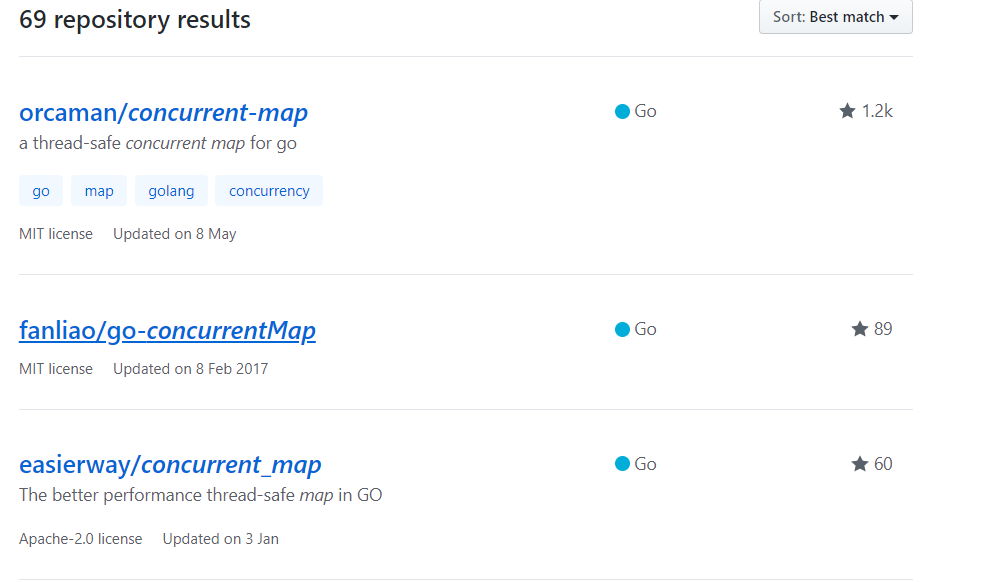 69 repository results
Sort: Best match
orcaman/concurrent-map
Go
1.2k
a thread-safe concurrent map for go
go map golang concurrency
MIT license Updated on 8 May
fanliao/go-concurrentMap
Go
89
MIT license Updated on 8 Feb 2017
easierway/concurrent_map
Go
60
The better performance thread-safe map in GO
Apache-2.0 license Updated on 3 Jan